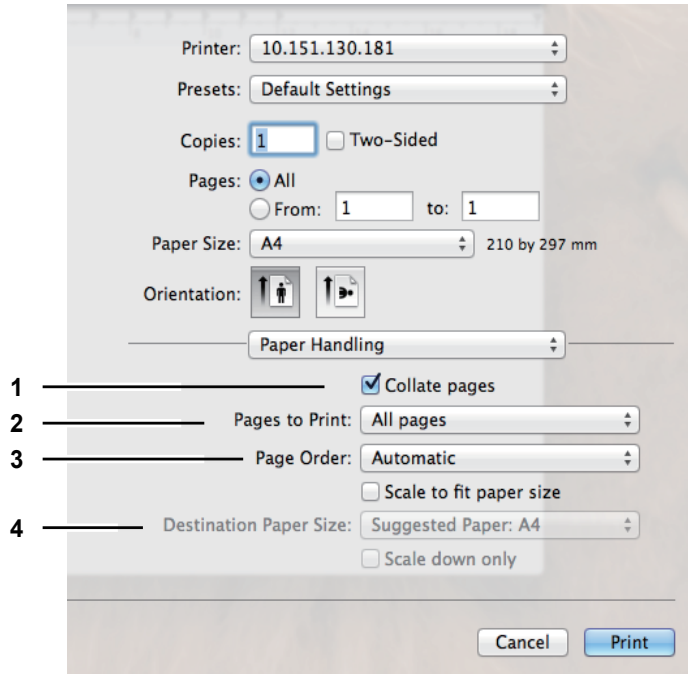 Printer: 10.151.130.181
Presets: Default Settings
Copies: 1 Two-Sided
Pages: All
From: 1 to: 1
Paper Size: A4 210 by 297 mm
Orientation:
Paper Handling
1 Collate pages
2 Pages to Print: All pages
3 Page Order: Automatic
Scale to fit paper size
4 Destination Paper Size: Suggested Paper: A4
Scale down only
Cancel Print